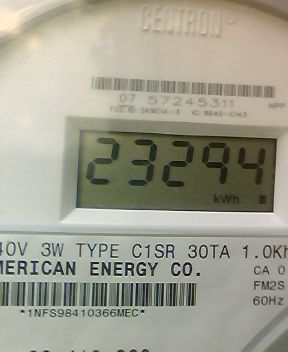 CENTRON®
07 57245311
23294
kWh
40V 3W TYPE C1SR 30TA 1.0Kh
MERICAN ENERGY CO.
CA 0
FM2S
60Hz
*1NFS98410366MEC*